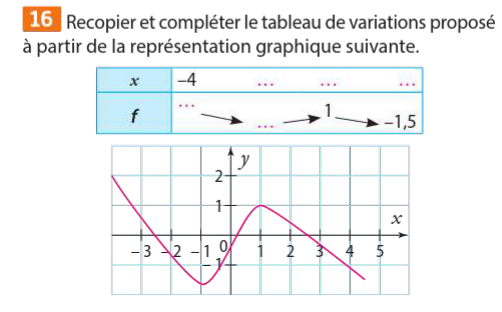 16 Recopier et compléter le tableau de variations proposé
à partir de la représentation graphique suivante.
x –4 ... ... ...
f ... ... 1 –1,5
y
2
1
x
–3 –2 –1 0 1 2 3 4 5
–1